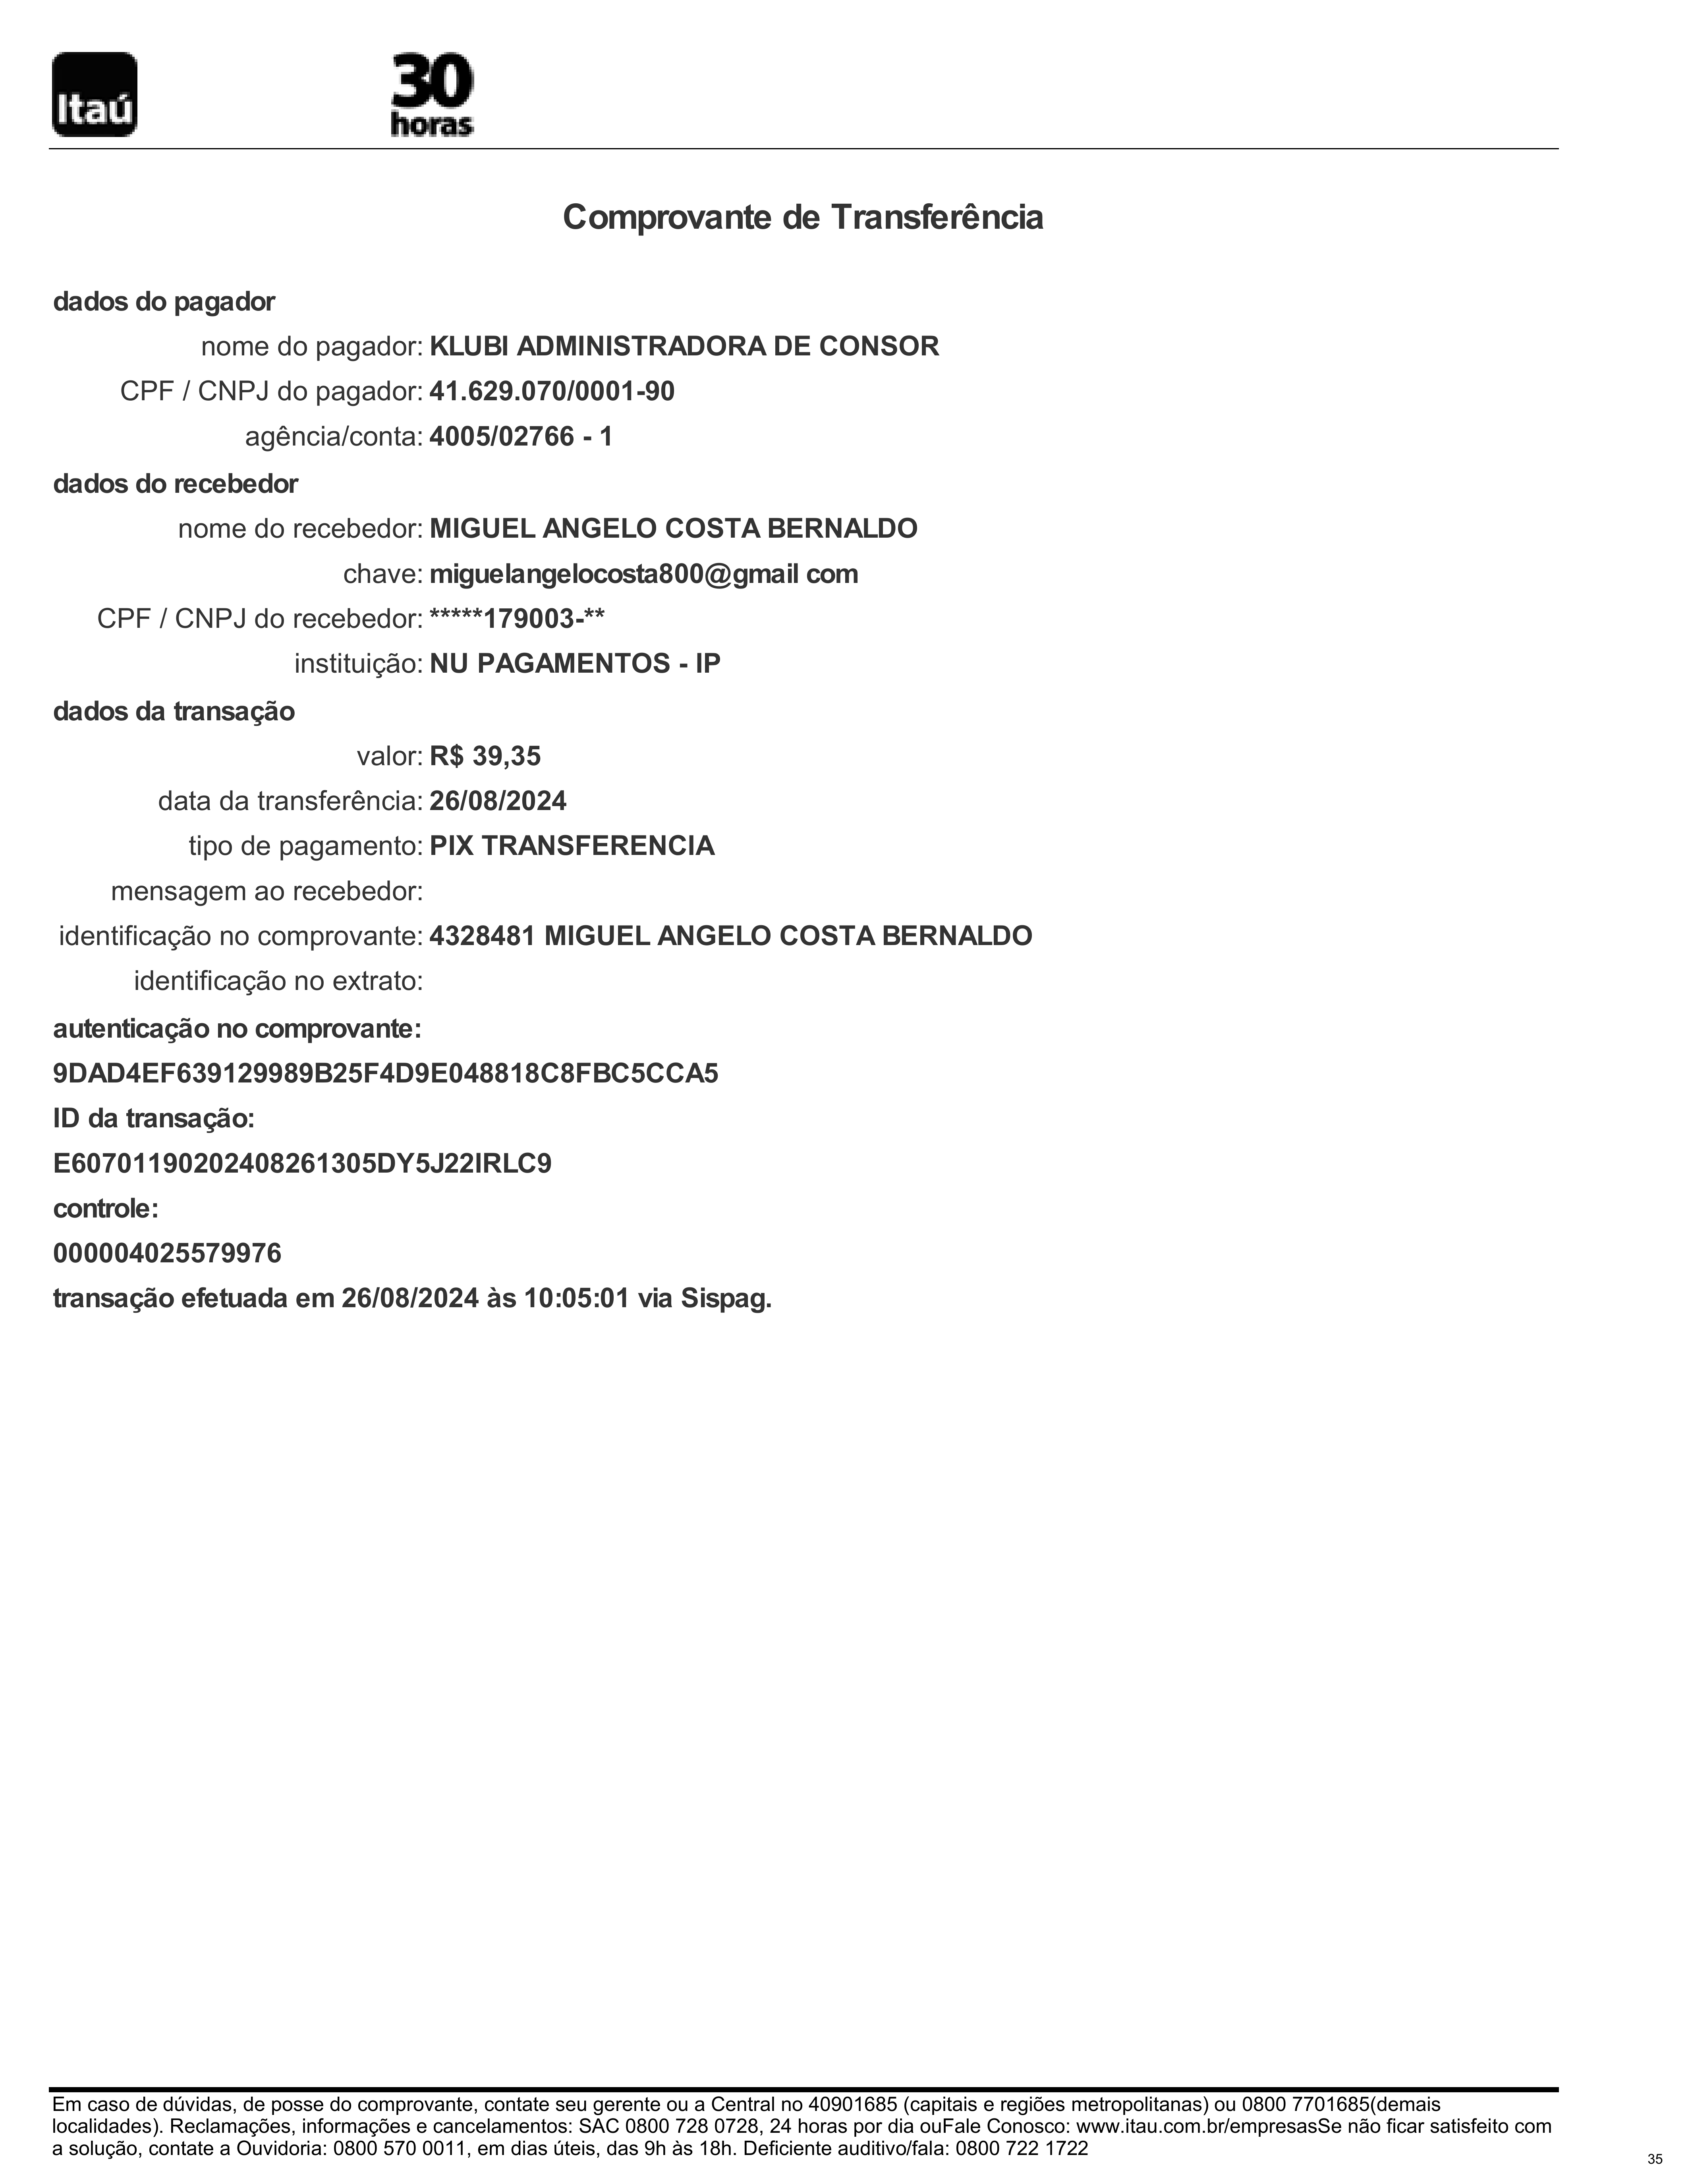 Itaú
30
horas
Comprovante de Transferência
dados do pagador
nome do pagador: KLUBI ADMINISTRADORA DE CONSOR
CPF / CNPJ do pagador: 41.629.070/0001-90
agência/conta: 4005/02766 - 1
dados do recebedor
nome do recebedor: MIGUEL ANGELO COSTA BERNALDO
chave: miguelangelocosta800@gmail com
CPF / CNPJ do recebedor: *****179003-**
instituição: NU PAGAMENTOS - IP
dados da transação
valor: R$ 39,35
data da transferência: 26/08/2024
tipo de pagamento: PIX TRANSFERENCIA
mensagem ao recebedor:
identificação no comprovante: 4328481 MIGUEL ANGELO COSTA BERNALDO
identificação no extrato:
autenticação no comprovante:
9DAD4EF639129989B25F4D9E048818C8FBC5CCA5
ID da transação:
E60701190202408261305DY5J22IRLC9
controle:
000004025579976
transação efetuada em 26/08/2024 às 10:05:01 via Sispag.
Em caso de dúvidas, de posse do comprovante, contate seu gerente ou a Central no 40901685 (capitais e regiões metropolitanas) ou 0800 7701685(demais
localidades). Reclamações, informações e cancelamentos: SAC 0800 728 0728, 24 horas por dia ouFale Conosco: www.itau.com.br/empresasSe não ficar satisfeito com
a solução, contate a Ouvidoria: 0800 570 0011, em dias úteis, das 9h às 18h. Deficiente auditivo/fala: 0800 722 1722
35